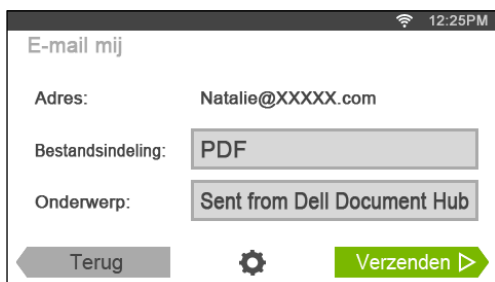 12:25PM
E-mail mij
Adres: Natalie@XXXXX.com
Bestandsindeling: PDF
Onderwerp: Sent from Dell Document Hub
Terug Verzenden